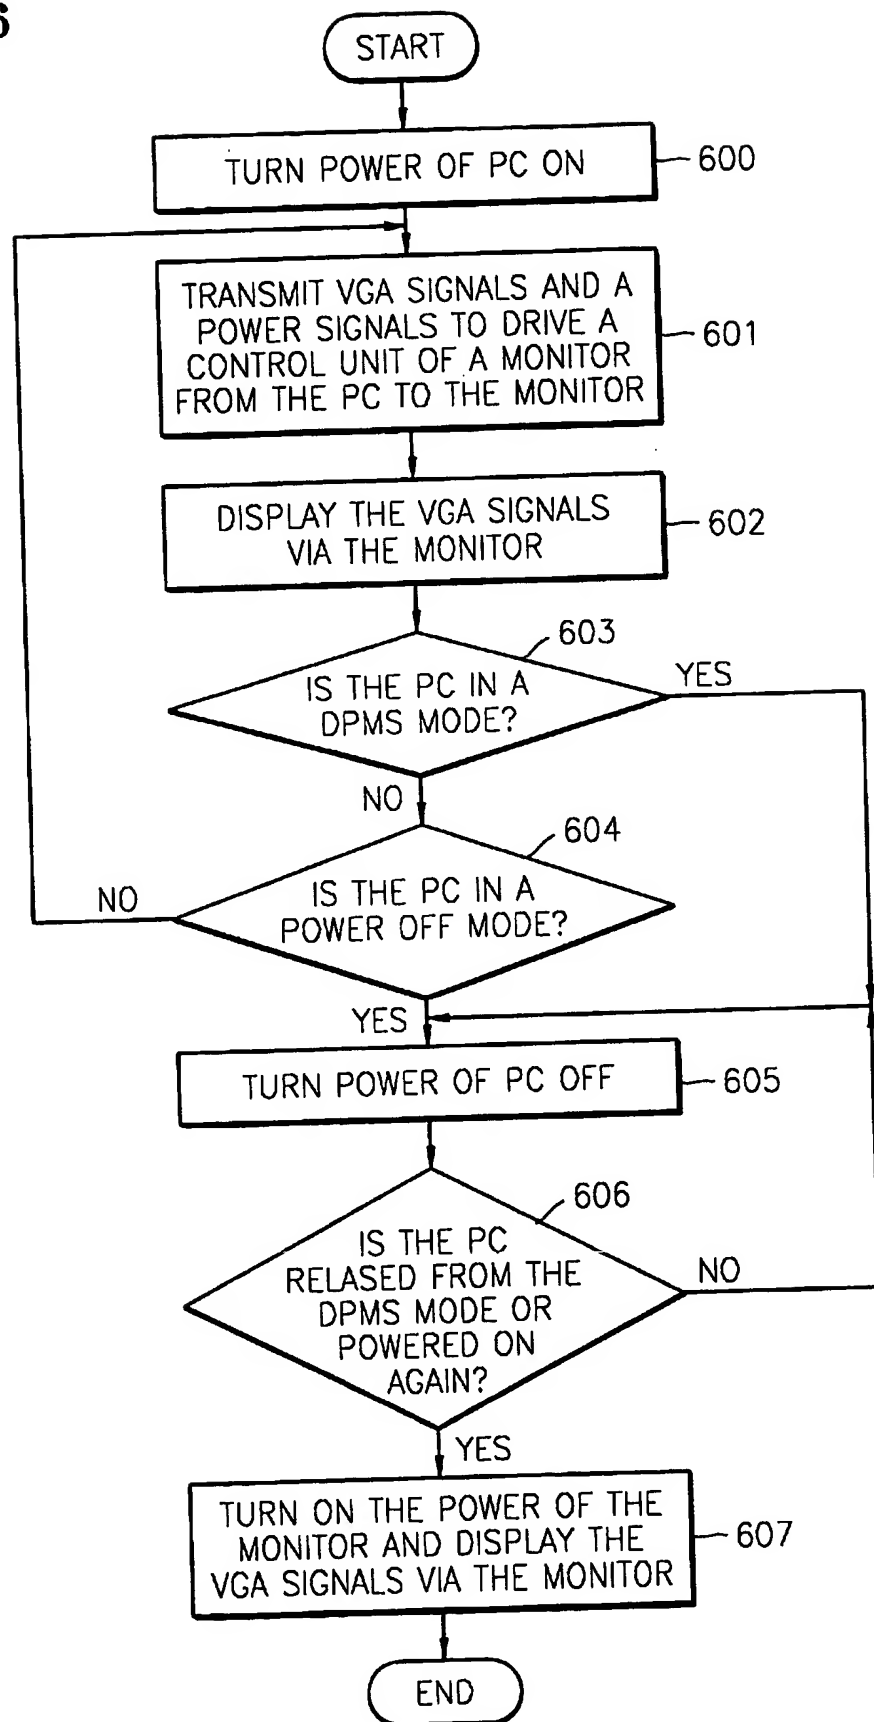 6
START
TURN POWER OF PC ON
600
TRANSMIT VGA SIGNALS AND A
POWER SIGNALS TO DRIVE A
CONTROL UNIT OF A MONITOR
FROM THE PC TO THE MONITOR
601
DISPLAY THE VGA SIGNALS
VIA THE MONITOR
602
603
IS THE PC IN A
DPMS MODE?
YES
NO
604
IS THE PC IN A
POWER OFF MODE?
NO
YES
TURN POWER OF PC OFF
605
606
IS THE PC
RELASED FROM THE
DPMS MODE OR
POWERED ON
AGAIN?
NO
YES
TURN ON THE POWER OF THE
MONITOR AND DISPLAY THE
VGA SIGNALS VIA THE MONITOR
607
END